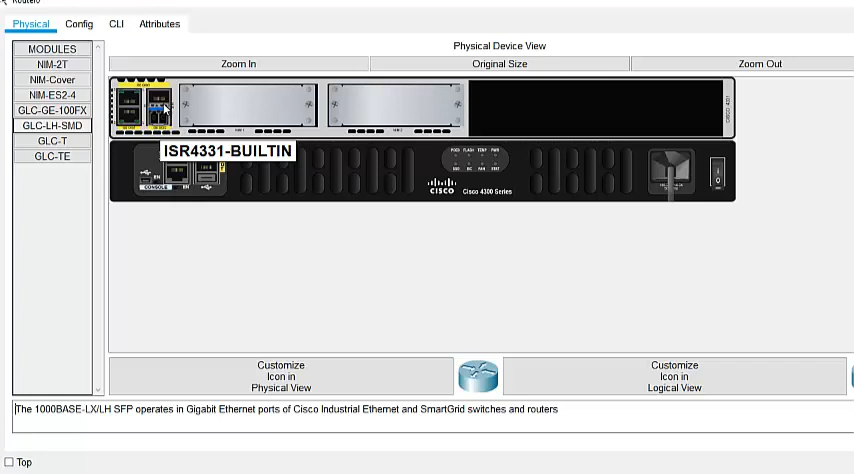 Router0
Physical Config CLI Attributes
MODULES
NIM-2T
NIM-Cover
NIM-ES2-4
GLC-GE-100FX
GLC-LH-SMD
GLC-T
GLC-TE
Physical Device View
Zoom In Original Size Zoom Out
ISR4331-BUILTIN
EN
CONSOLE EN
CISCO Cisco 4300 Series
Customize
Icon in
Physical View
Customize
Icon in
Logical View
The 1000BASE-LX/LH SFP operates in Gigabit Ethernet ports of Cisco Industrial Ethernet and SmartGrid switches and routers
Top